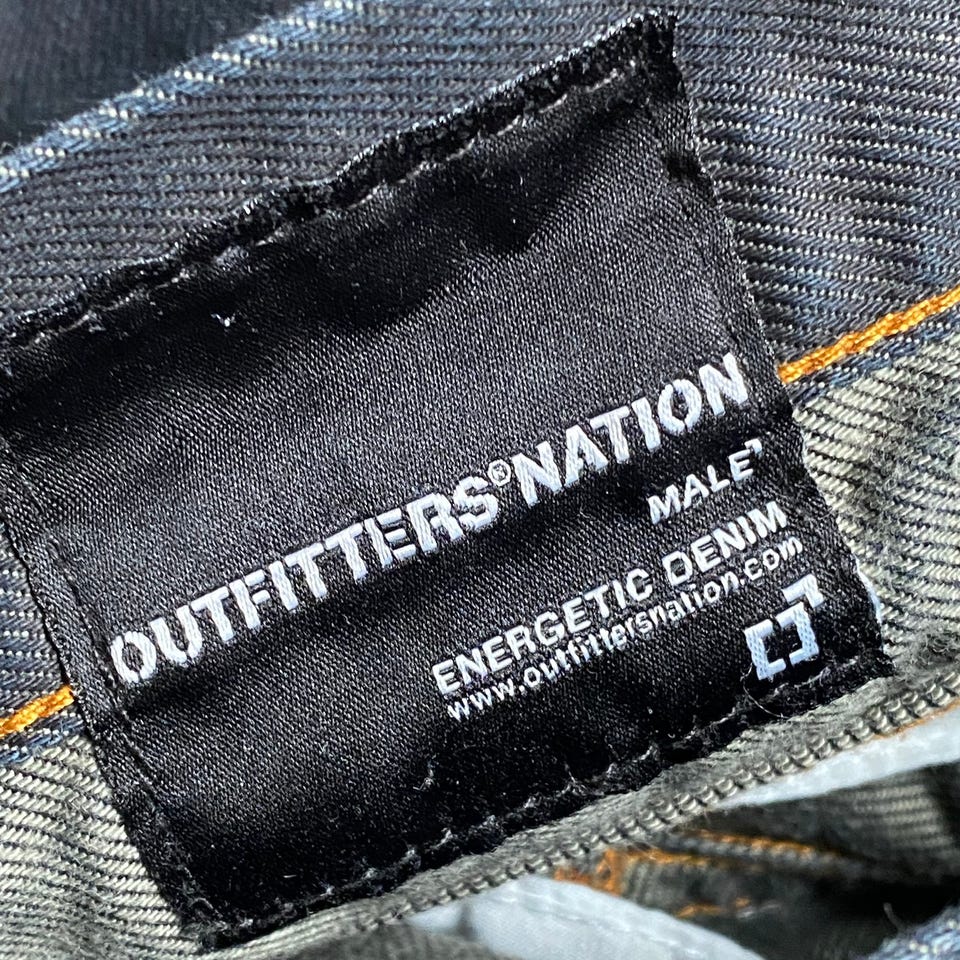 OUTFITTERS®NATION
MALE
ENERGETIC DENIM
www.outfittersnation.com